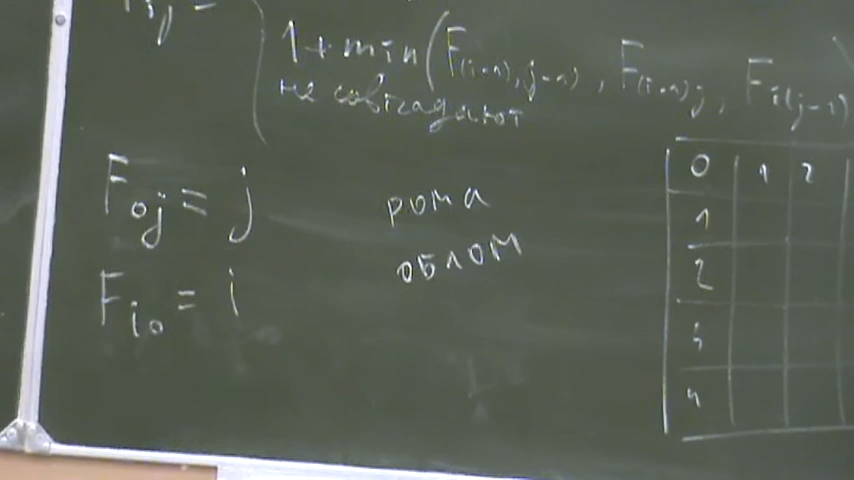 1 + min (F(i-1),j-1), F(i-1)j, Fi(j-1)
не совпадают
F0j = j
рома
Fi0 = i
облом
0 1 2
1
2
3
4